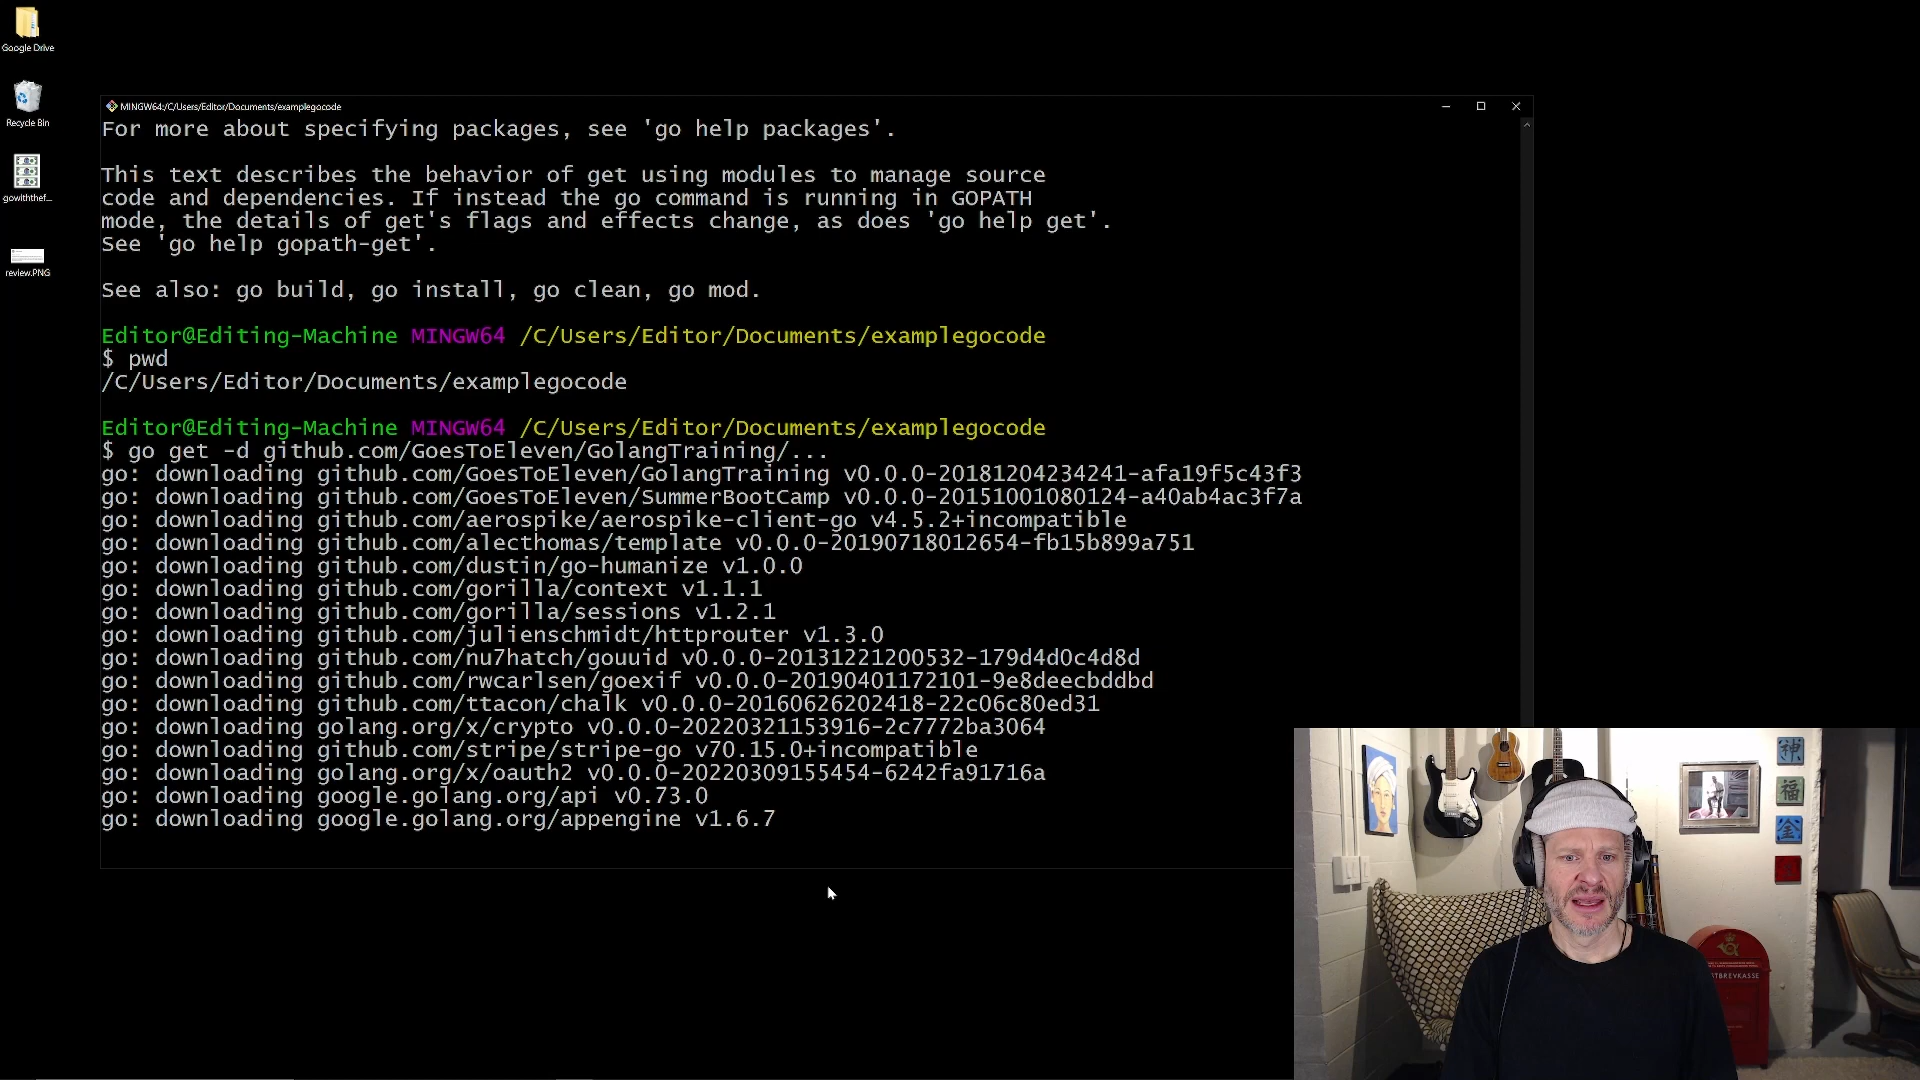 Google Drive
Recycle Bin
gowiththef...
review.PNG
MINGW64:/C/Users/Editor/Documents/examplegocode
For more about specifying packages, see 'go help packages'.
This text describes the behavior of get using modules to manage source
code and dependencies. If instead the go command is running in GOPATH
mode, the details of get's flags and effects change, as does 'go help get'.
See 'go help gopath-get'.
See also: go build, go install, go clean, go mod.
Editor@Editing-Machine MINGW64 /C/Users/Editor/Documents/examplegocode
$ pwd
/C/Users/Editor/Documents/examplegocode
Editor@Editing-Machine MINGW64 /C/Users/Editor/Documents/examplegocode
$ go get -d github.com/GoesToEleven/GolangTraining/...
go: downloading github.com/GoesToEleven/GolangTraining v0.0.0-20181204234241-afa19f5c43f3
go: downloading github.com/GoesToEleven/SummerBootCamp v0.0.0-20151001080124-a40ab4ac3f7a
go: downloading github.com/aerospike/aerospike-client-go v4.5.2+incompatible
go: downloading github.com/alecthomas/template v0.0.0-20190718012654-fb15b899a751
go: downloading github.com/dustin/go-humanize v1.0.0
go: downloading github.com/gorilla/context v1.1.1
go: downloading github.com/gorilla/sessions v1.2.1
go: downloading github.com/julienschmidt/httprouter v1.3.0
go: downloading github.com/nu7hatch/gouuid v0.0.0-20131221200532-179d4d0c4d8d
go: downloading github.com/rwcarlsen/goexif v0.0.0-20190401172101-9e8deecbddbd
go: downloading github.com/ttacon/chalk v0.0.0-20160626202418-22c06c80ed31
go: downloading golang.org/x/crypto v0.0.0-20220321153916-2c7772ba3064
go: downloading github.com/stripe/stripe-go v70.15.0+incompatible
go: downloading golang.org/x/oauth2 v0.0.0-20220309155454-6242fa91716a
go: downloading google.golang.org/api v0.73.0
go: downloading google.golang.org/appengine v1.6.7
神
福
金
STBREVKASSE